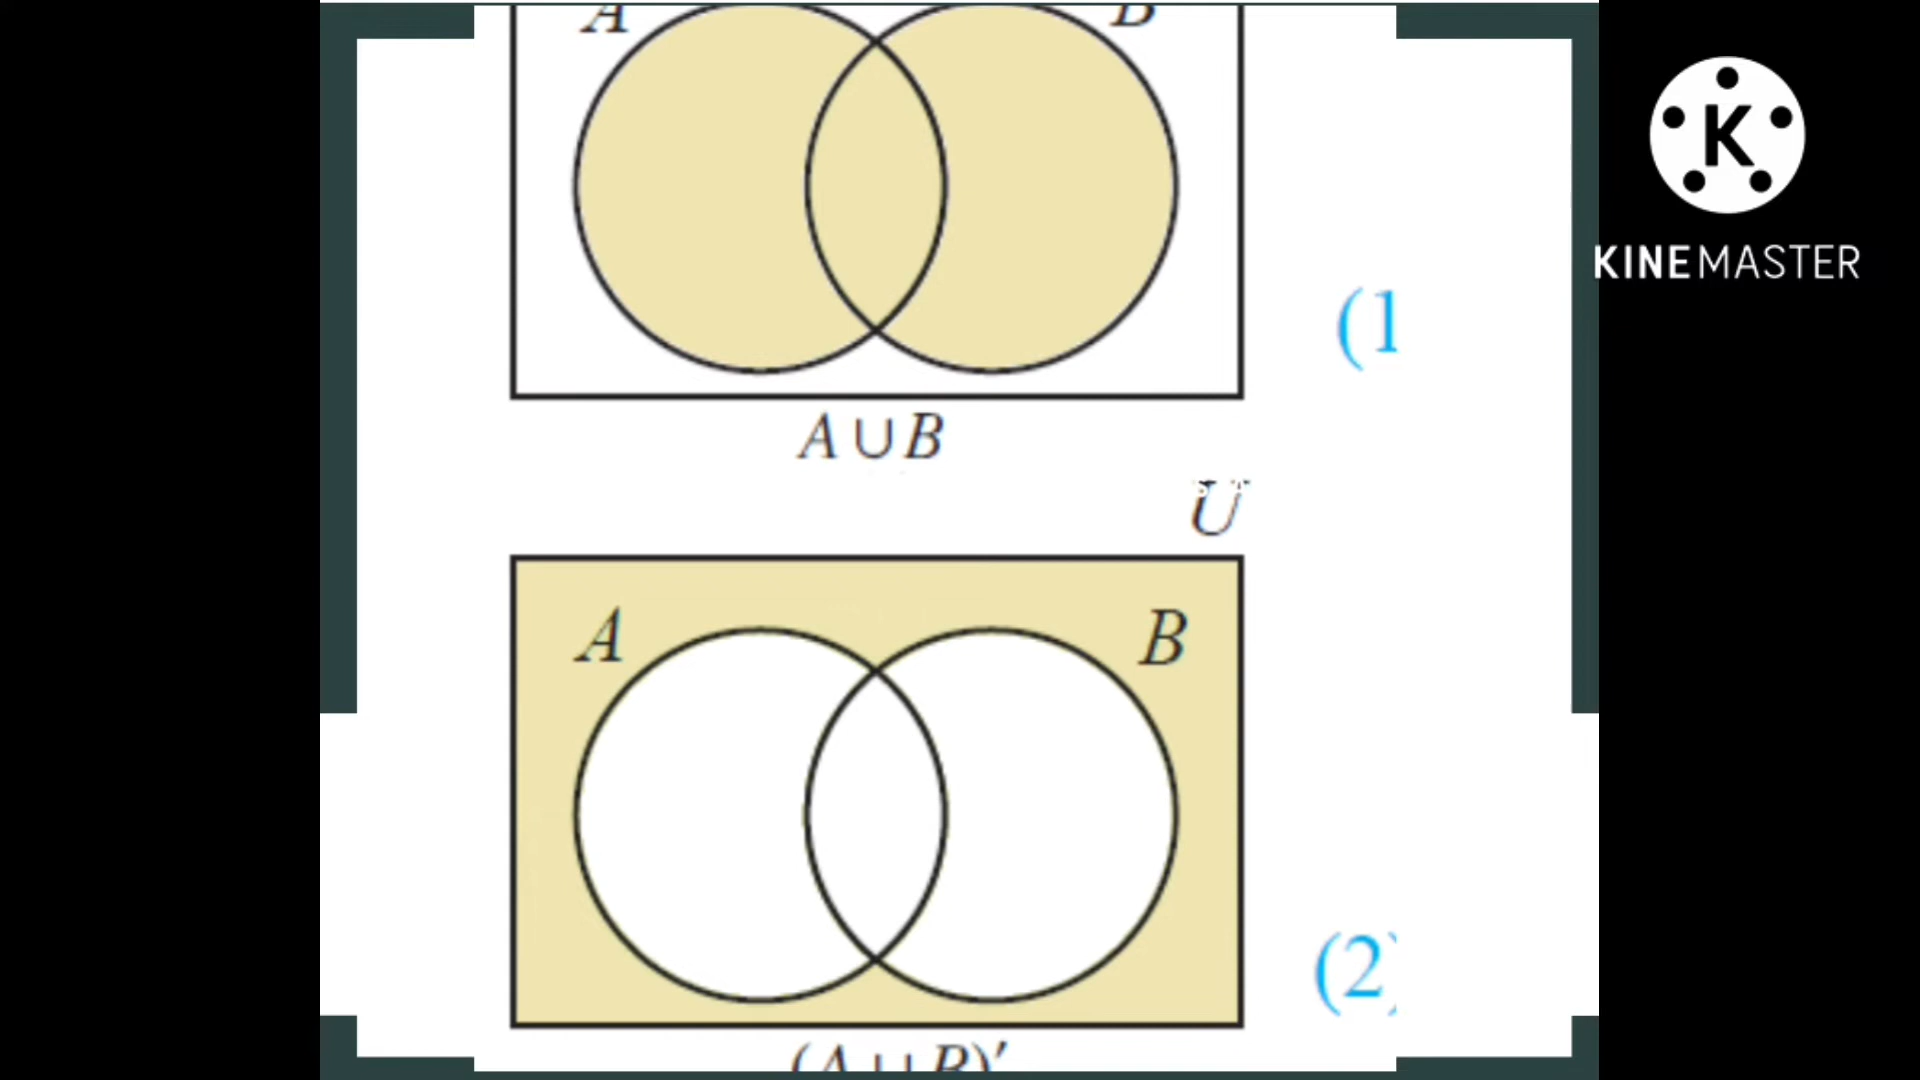 A B
(1
A ∪ B
U
A B
(2)
(A ∪ B)′
K
KINEMASTER